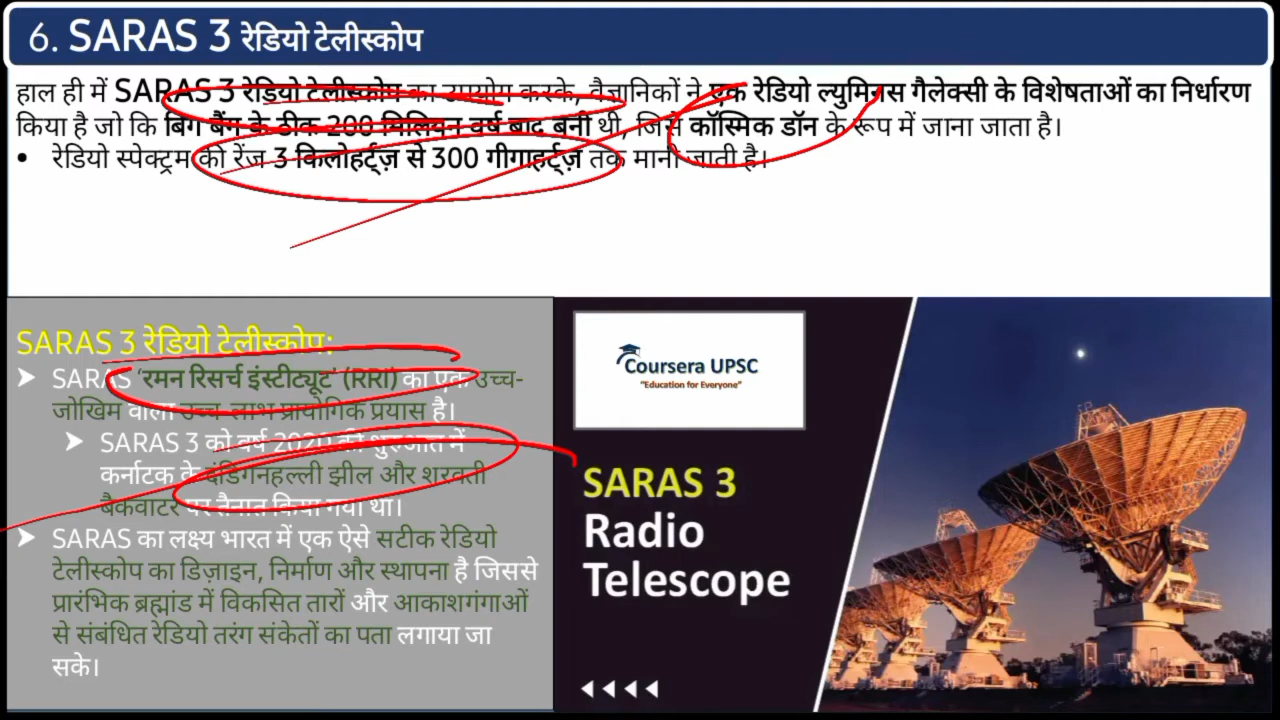 6. SARAS 3 रेडियो टेलीस्कोप
हाल ही में SARAS 3 रेडियो टेलीस्कोप का उपयोग करके, वैज्ञानिकों ने एक रेडियो ल्युमिनस गैलेक्सी के विशेषताओं का निर्धारण
किया है जो कि बिग बैंग के ठीक 200 मिलियन वर्ष बाद बनी थी, जिसे कॉस्मिक डॉन के रूप में जाना जाता है।
• रेडियो स्पेक्ट्रम की रेंज 3 किलोहर्ट्ज़ से 300 गीगाहर्ट्ज़ तक मानी जाती है।
SARAS 3 रेडियो टेलीस्कोप:
SARAS 'रमन रिसर्च इंस्टीट्यूट' (RRI) का एक उच्च-
जोखिम वाला उच्च-लाभ प्रायोगिक प्रयास है।
SARAS 3 को वर्ष 2020 की शुरुआत में
कर्नाटक के दंडिगनहल्ली झील और शरवती
बैकवाटर पर तैनात किया गया था।
SARAS का लक्ष्य भारत में एक ऐसे सटीक रेडियो
टेलीस्कोप का डिज़ाइन, निर्माण और स्थापना है जिससे
प्रारंभिक ब्रह्मांड में विकसित तारों और आकाशगंगाओं
से संबंधित रेडियो तरंग संकेतों का पता लगाया जा
सके।
Coursera UPSC
"Education for Everyone"
SARAS 3
Radio
Telescope